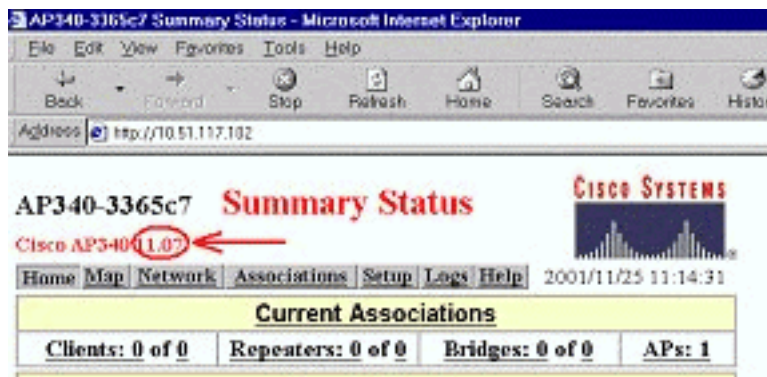 AP340-3365c7 Summary Status - Microsoft Internet Explorer
File Edit View Favorites Tools Help
Back Forward Stop Refresh Home Search Favorites Histo
Address http://10.51.117.102
AP340-3365c7 Summary Status
CISCO SYSTEMS
Cisco AP340 11.07
Home Map Network Associations Setup Logs Help 2001/11/25 11:14:31
Current Associations
Clients: 0 of 0 Repeaters: 0 of 0 Bridges: 0 of 0 APs: 1